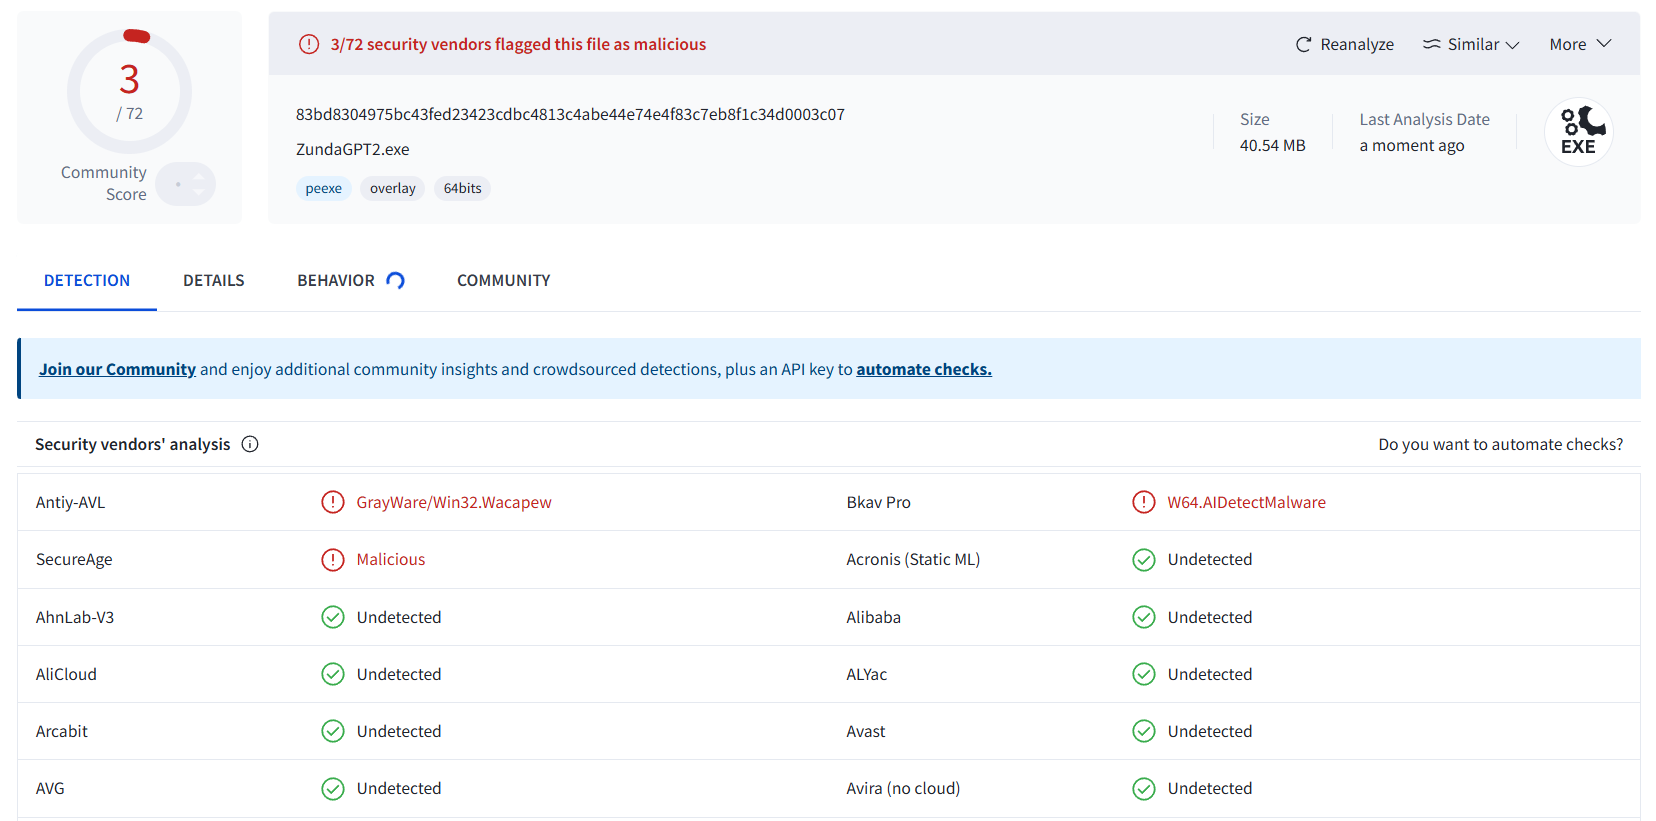 3
/ 72
Community
Score
3/72 security vendors flagged this file as malicious
Reanalyze
Similar
More
83bd8304975bc43fed23423cdbc4813c4abe44e74e4f83c7eb8f1c34d0003c07
ZundaGPT2.exe
peexe overlay 64bits
Size
40.54 MB
Last Analysis Date
a moment ago
EXE
DETECTION DETAILS BEHAVIOR COMMUNITY
Join our Community and enjoy additional community insights and crowdsourced detections, plus an API key to automate checks.
Security vendors' analysis
Do you want to automate checks?
Antiy-AVL GrayWare/Win32.Wacapew Bkav Pro W64.AIDetectMalware
SecureAge Malicious Acronis (Static ML) Undetected
AhnLab-V3 Undetected Alibaba Undetected
AliCloud Undetected ALYac Undetected
Arcabit Undetected Avast Undetected
AVG Undetected Avira (no cloud) Undetected